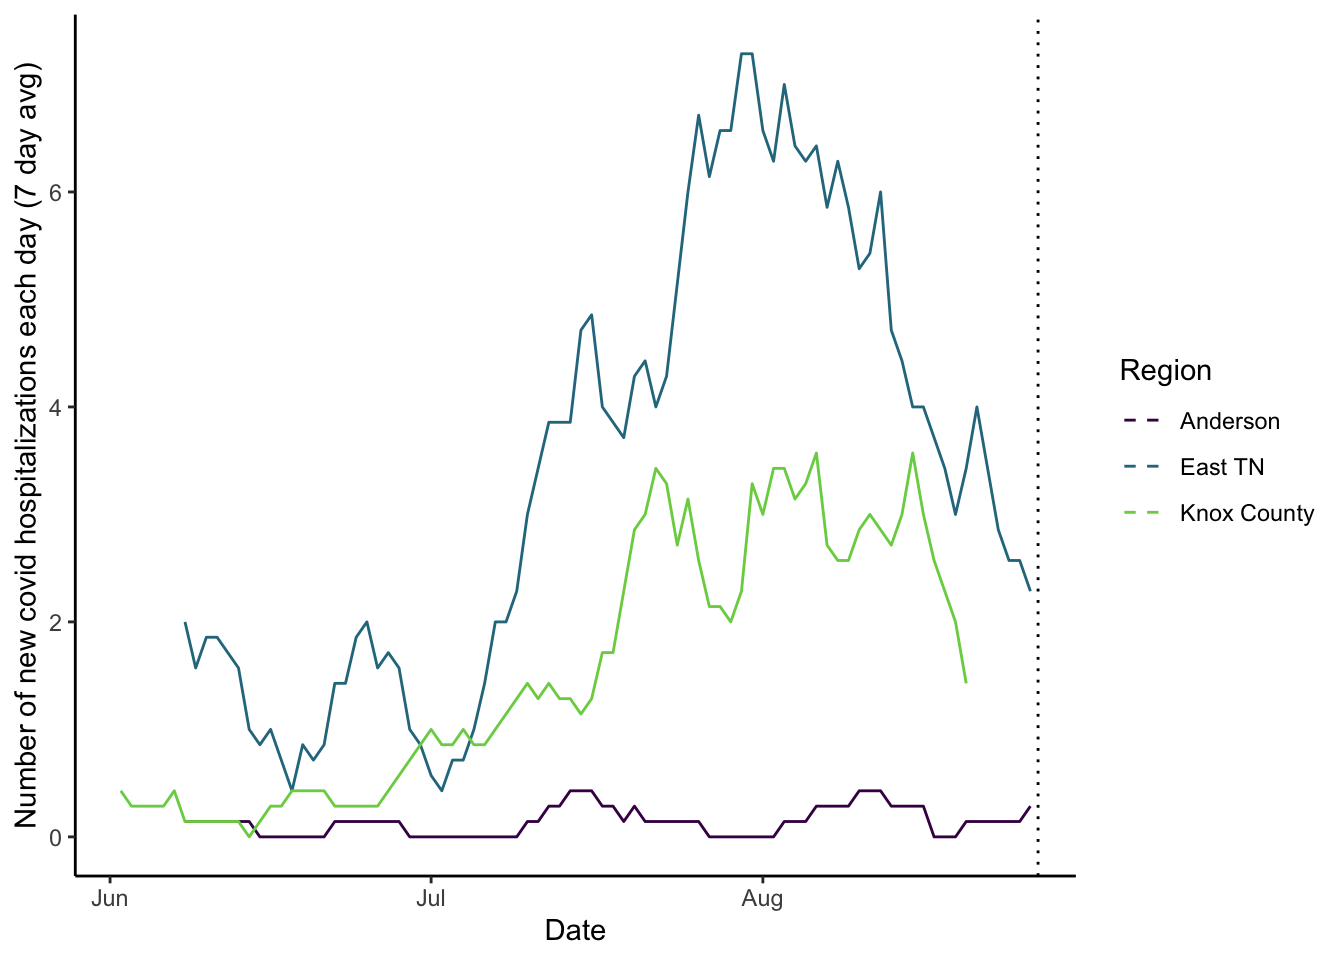 Number of new covid hospitalizations each day (7 day avg)
6
4
2
0
Jun
Jul
Aug
Date
Region
Anderson
East TN
Knox County